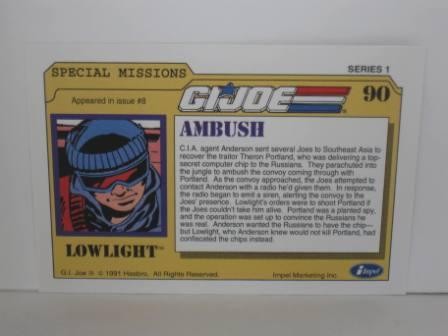 SPECIAL MISSIONS
SERIES 1
Appeared in issue #8
G.I. JOE
90
AMBUSH
C.I.A. agent Anderson sent several Joes to Southeast Asia to
recover the traitor Theron Portland, who was delivering a top-
secret computer chip to the Russians. They parachuted into
the jungle to ambush the convoy coming through with
Portland. As the convoy approached, the Joes attempted to
contact Anderson with a radio he'd given them. In response,
the radio began to emit a siren, alerting the convoy to the
Joes' presence. Lowlight's orders were to shoot Portland if
the Joes couldn't take him alive. Portland was a planted spy,
and the operation was set up to convince the Russians he
was real. Anderson wanted the Russians to have the chip—
but Lowlight, who Anderson knew would not kill Portland, had
confiscated the chips instead.
LOWLIGHT™
G.I. Joe ® © 1991 Hasbro. All Rights Reserved.
Impel Marketing Inc.
impel